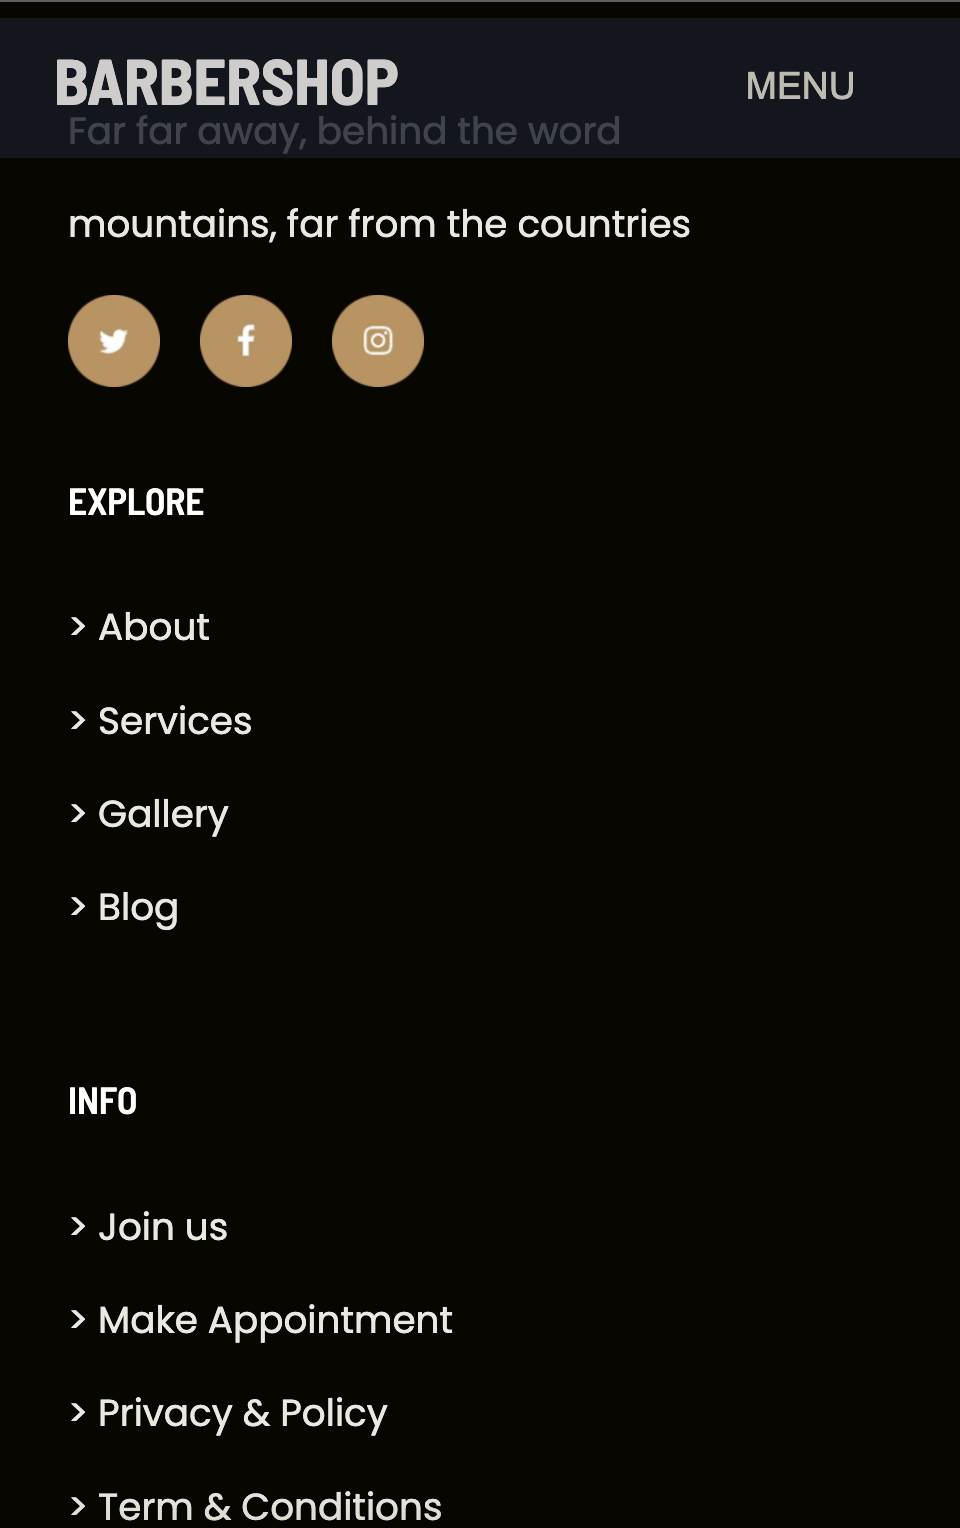 BARBERSHOP
MENU
Far far away, behind the word
mountains, far from the countries
EXPLORE
> About
> Services
> Gallery
> Blog
INFO
> Join us
> Make Appointment
> Privacy & Policy
> Term & Conditions